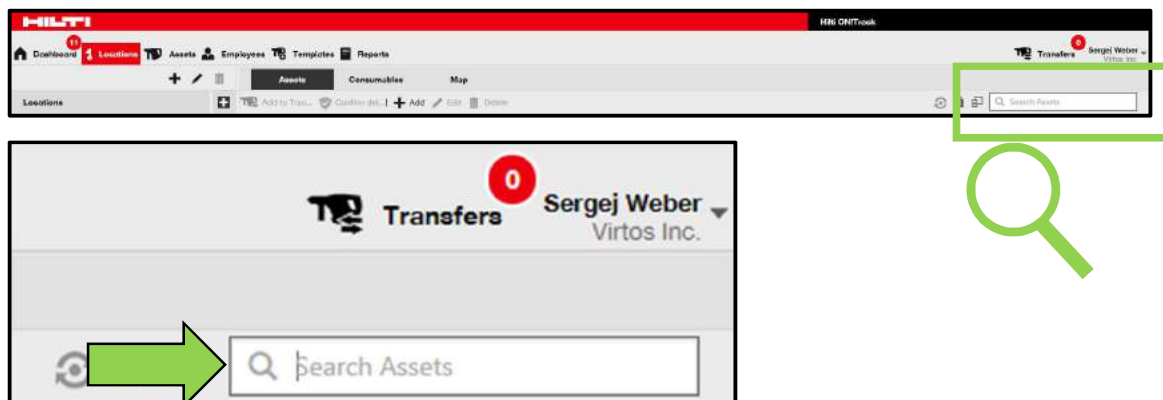 HILTI
Hilti ON!Track
11
Dashboard Locations Assets Employees Templates Reports
0
Transfers
Sergej Weber
Virtos Inc.
Assets Consumables Map
Locations
Add to Tran... Confirm del... Add Edit Delete
Search Assets
0
Transfers
Sergej Weber
Virtos Inc.
Search Assets